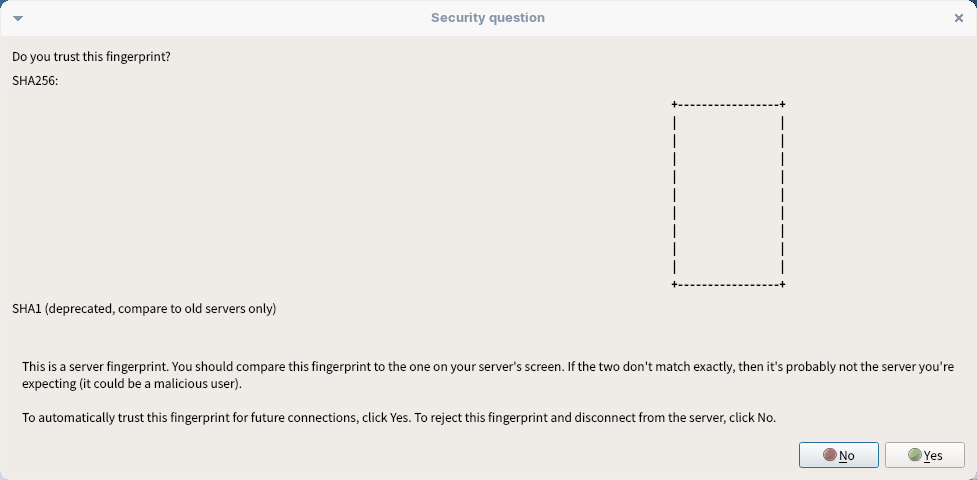 Security question
Do you trust this fingerprint?
SHA256:
+-----------------+
|                 |
|                 |
|                 |
|                 |
|                 |
|                 |
|                 |
|                 |
|                 |
+-----------------+
SHA1 (deprecated, compare to old servers only)
This is a server fingerprint. You should compare this fingerprint to the one on your server's screen. If the two don't match exactly, then it's probably not the server you're
expecting (it could be a malicious user).
To automatically trust this fingerprint for future connections, click Yes. To reject this fingerprint and disconnect from the server, click No.
No Yes